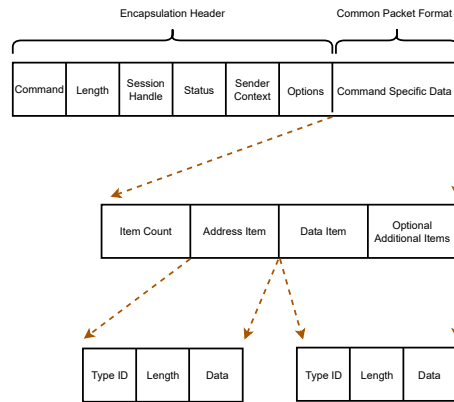 Encapsulation Header
Common Packet Format
Command
Length
Session
Handle
Status
Sender
Context
Options
Command Specific Data
Item Count
Address Item
Data Item
Optional
Additional Items
Type ID
Length
Data
Type ID
Length
Data